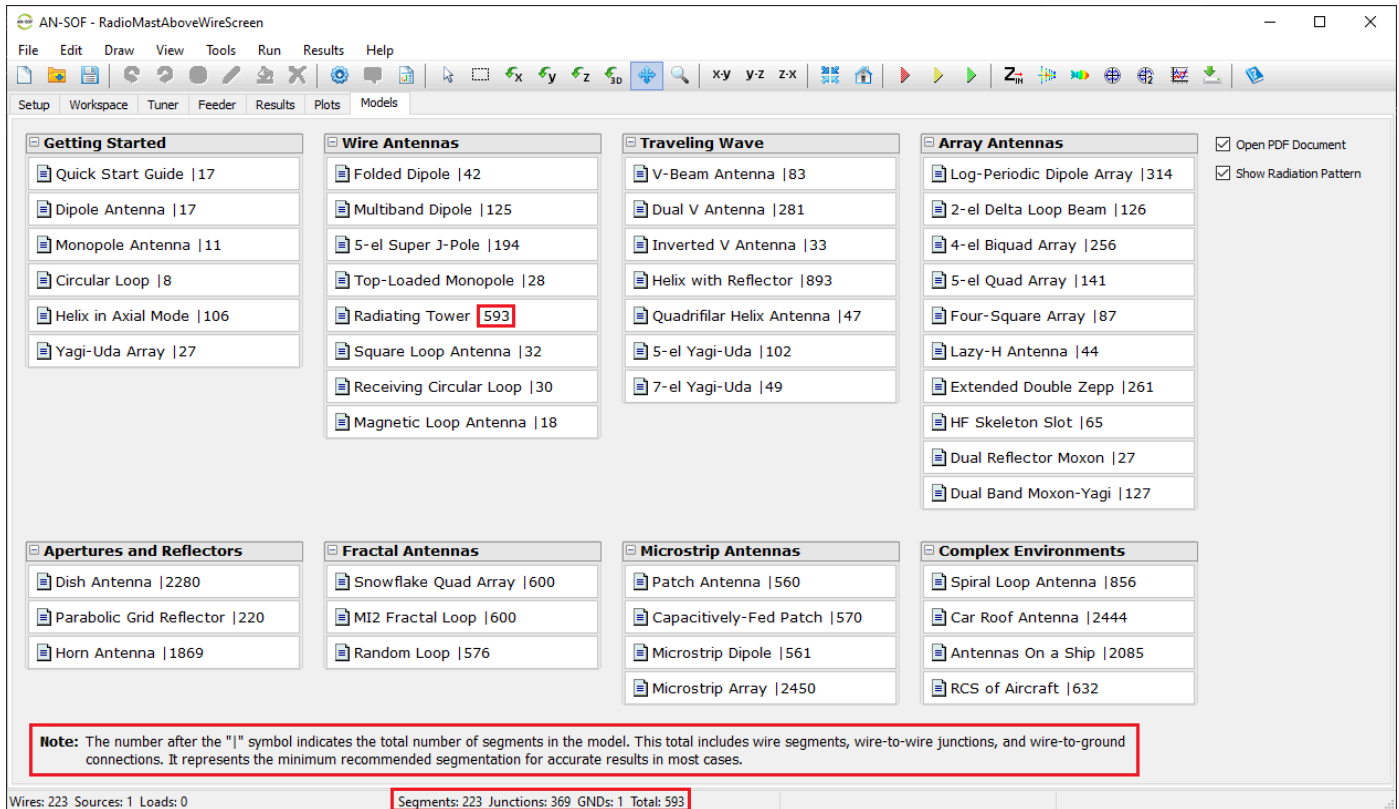 AN-SOF - RadioMastAboveWireScreen
File Edit Draw View Tools Run Results Help
x-y y-z z-x
Setup Workspace Tuner Feeder Results Plots Models
Getting Started
Quick Start Guide |17
Dipole Antenna |17
Monopole Antenna |11
Circular Loop |8
Helix in Axial Mode |106
Yagi-Uda Array |27
Wire Antennas
Folded Dipole |42
Multiband Dipole |125
5-el Super J-Pole |194
Top-Loaded Monopole |28
Radiating Tower |593
Square Loop Antenna |32
Receiving Circular Loop |30
Magnetic Loop Antenna |18
Traveling Wave
V-Beam Antenna |83
Dual V Antenna |281
Inverted V Antenna |33
Helix with Reflector |893
Quadrifilar Helix Antenna |47
5-el Yagi-Uda |102
7-el Yagi-Uda |49
Array Antennas
Log-Periodic Dipole Array |314
2-el Delta Loop Beam |126
4-el Biquad Array |256
5-el Quad Array |141
Four-Square Array |87
Lazy-H Antenna |44
Extended Double Zepp |261
HF Skeleton Slot |65
Dual Reflector Moxon |27
Dual Band Moxon-Yagi |127
Open PDF Document
Show Radiation Pattern
Apertures and Reflectors
Dish Antenna |2280
Parabolic Grid Reflector |220
Horn Antenna |1869
Fractal Antennas
Snowflake Quad Array |600
MI2 Fractal Loop |600
Random Loop |576
Microstrip Antennas
Patch Antenna |560
Capacitively-Fed Patch |570
Microstrip Dipole |561
Microstrip Array |2450
Complex Environments
Spiral Loop Antenna |856
Car Roof Antenna |2444
Antennas On a Ship |2085
RCS of Aircraft |632
Note: The number after the "|" symbol indicates the total number of segments in the model. This total includes wire segments, wire-to-wire junctions, and wire-to-ground
connections. It represents the minimum recommended segmentation for accurate results in most cases.
Wires: 223 Sources: 1 Loads: 0 Segments: 223 Junctions: 369 GNDs: 1 Total: 593